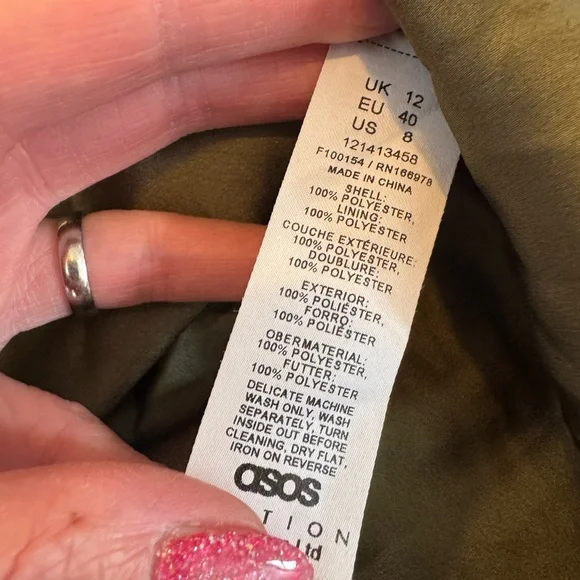 UK 12
EU 40
US 8
121413458
F100154 / RN166978
MADE IN CHINA
SHELL:
100% POLYESTER,
LINING:
100% POLYESTER
COUCHE EXTÉRIEURE:
100% POLYESTER,
DOUBLURE:
100% POLYESTER
EXTERIOR:
100% POLIÉSTER,
FORRO:
100% POLIÉSTER
OBERMATERIAL:
100% POLYESTER,
FUTTER:
100% POLYESTER
DELICATE MACHINE
WASH ONLY, WASH
SEPARATELY, TURN
INSIDE OUT BEFORE
CLEANING, DRY FLAT,
IRON ON REVERSE
asos
TION
Ltd